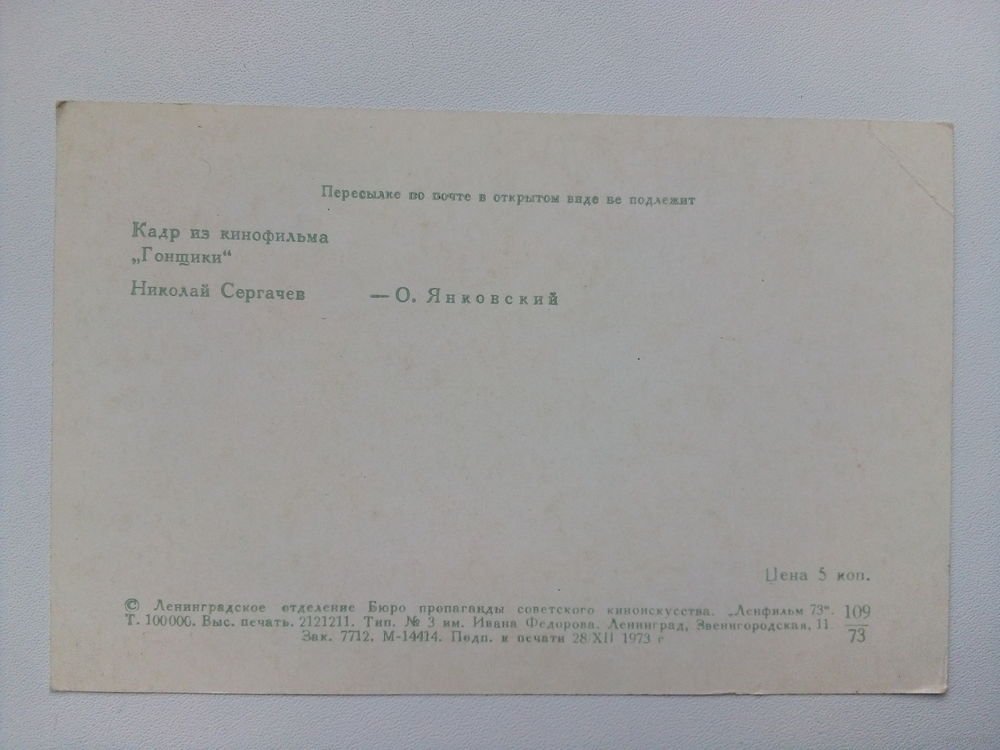 Пересылке по почте в открытом виде не подлежит
Кадр из кинофильма
„Гонщики“
Николай Сергачев — О. Янковский
Цена 5 коп.
© Ленинградское отделение Бюро пропаганды советского киноискусства. „Ленфильм 73“. 109/73
Т. 100000. Выс. печать. 2121211. Тип. № 3 им. Ивана Федорова. Ленинград, Звенигородская, 11
Зак. 7712. М-14414. Подп. к печати 28/XII 1973 г